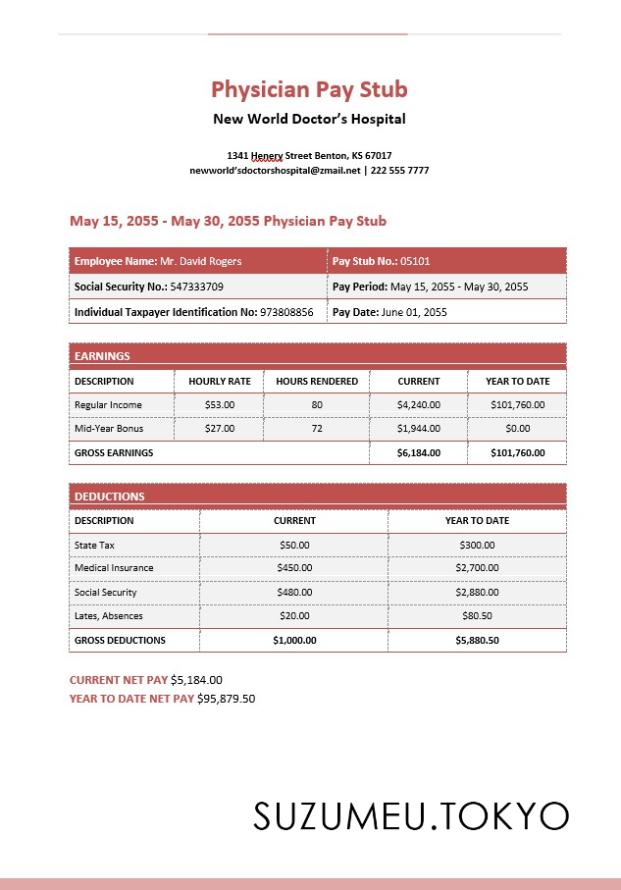 Physician Pay Stub
New World Doctor’s Hospital
1341 Henery Street Benton, KS 67017
newworld’sdoctorshospital@zmail.net | 222 555 7777
May 15, 2055 - May 30, 2055 Physician Pay Stub
Employee Name: Mr. David Rogers Pay Stub No.: 05101
Social Security No.: 547333709 Pay Period: May 15, 2055 - May 30, 2055
Individual Taxpayer Identification No: 973808856 Pay Date: June 01, 2055
EARNINGS
DESCRIPTION HOURLY RATE HOURS RENDERED CURRENT YEAR TO DATE
Regular Income $53.00 80 $4,240.00 $101,760.00
Mid-Year Bonus $27.00 72 $1,944.00 $0.00
GROSS EARNINGS $6,184.00 $101,760.00
DEDUCTIONS
DESCRIPTION CURRENT YEAR TO DATE
State Tax $50.00 $300.00
Medical Insurance $450.00 $2,700.00
Social Security $480.00 $2,880.00
Lates, Absences $20.00 $80.50
GROSS DEDUCTIONS $1,000.00 $5,880.50
CURRENT NET PAY $5,184.00
YEAR TO DATE NET PAY $95,879.50
SUZUMEU.TOKYO